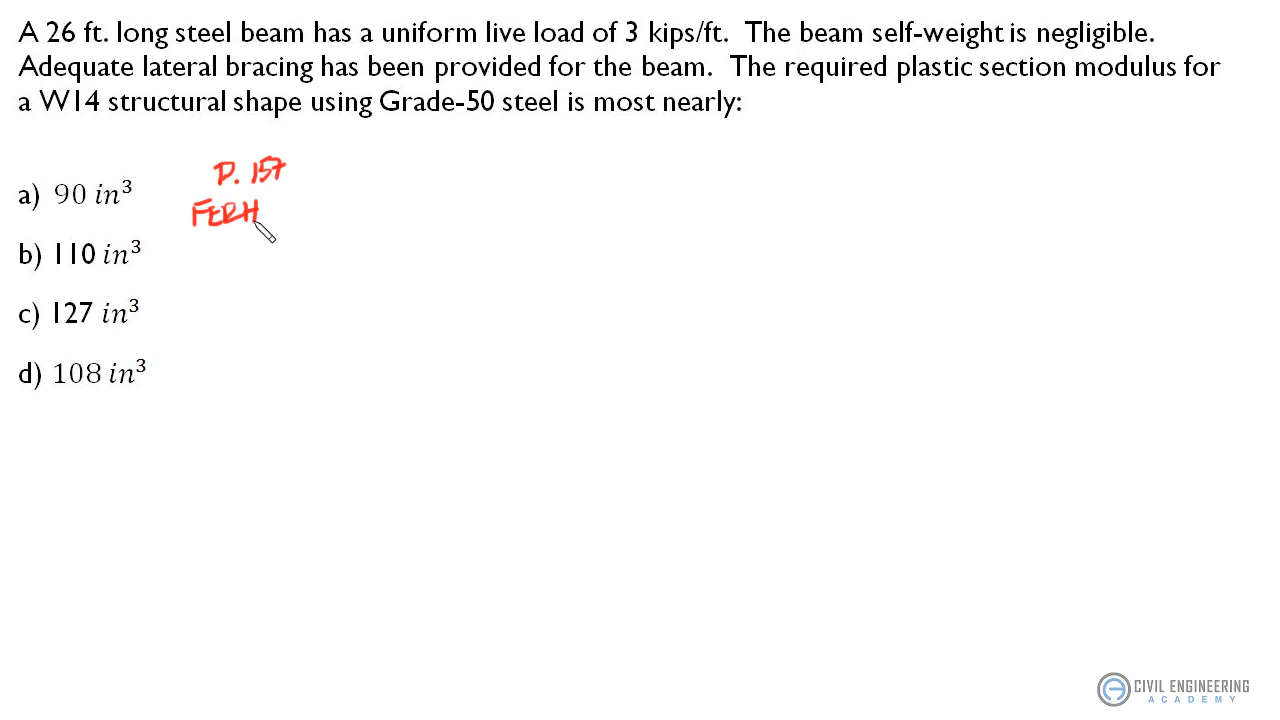 A 26 ft. long steel beam has a uniform live load of 3 kips/ft.  The beam self-weight is negligible.
Adequate lateral bracing has been provided for the beam.  The required plastic section modulus for
a W14 structural shape using Grade-50 steel is most nearly:
P. 157
a) 90 in³
FERH
b) 110 in³
c) 127 in³
d) 108 in³
CIVIL ENGINEERING
ACADEMY